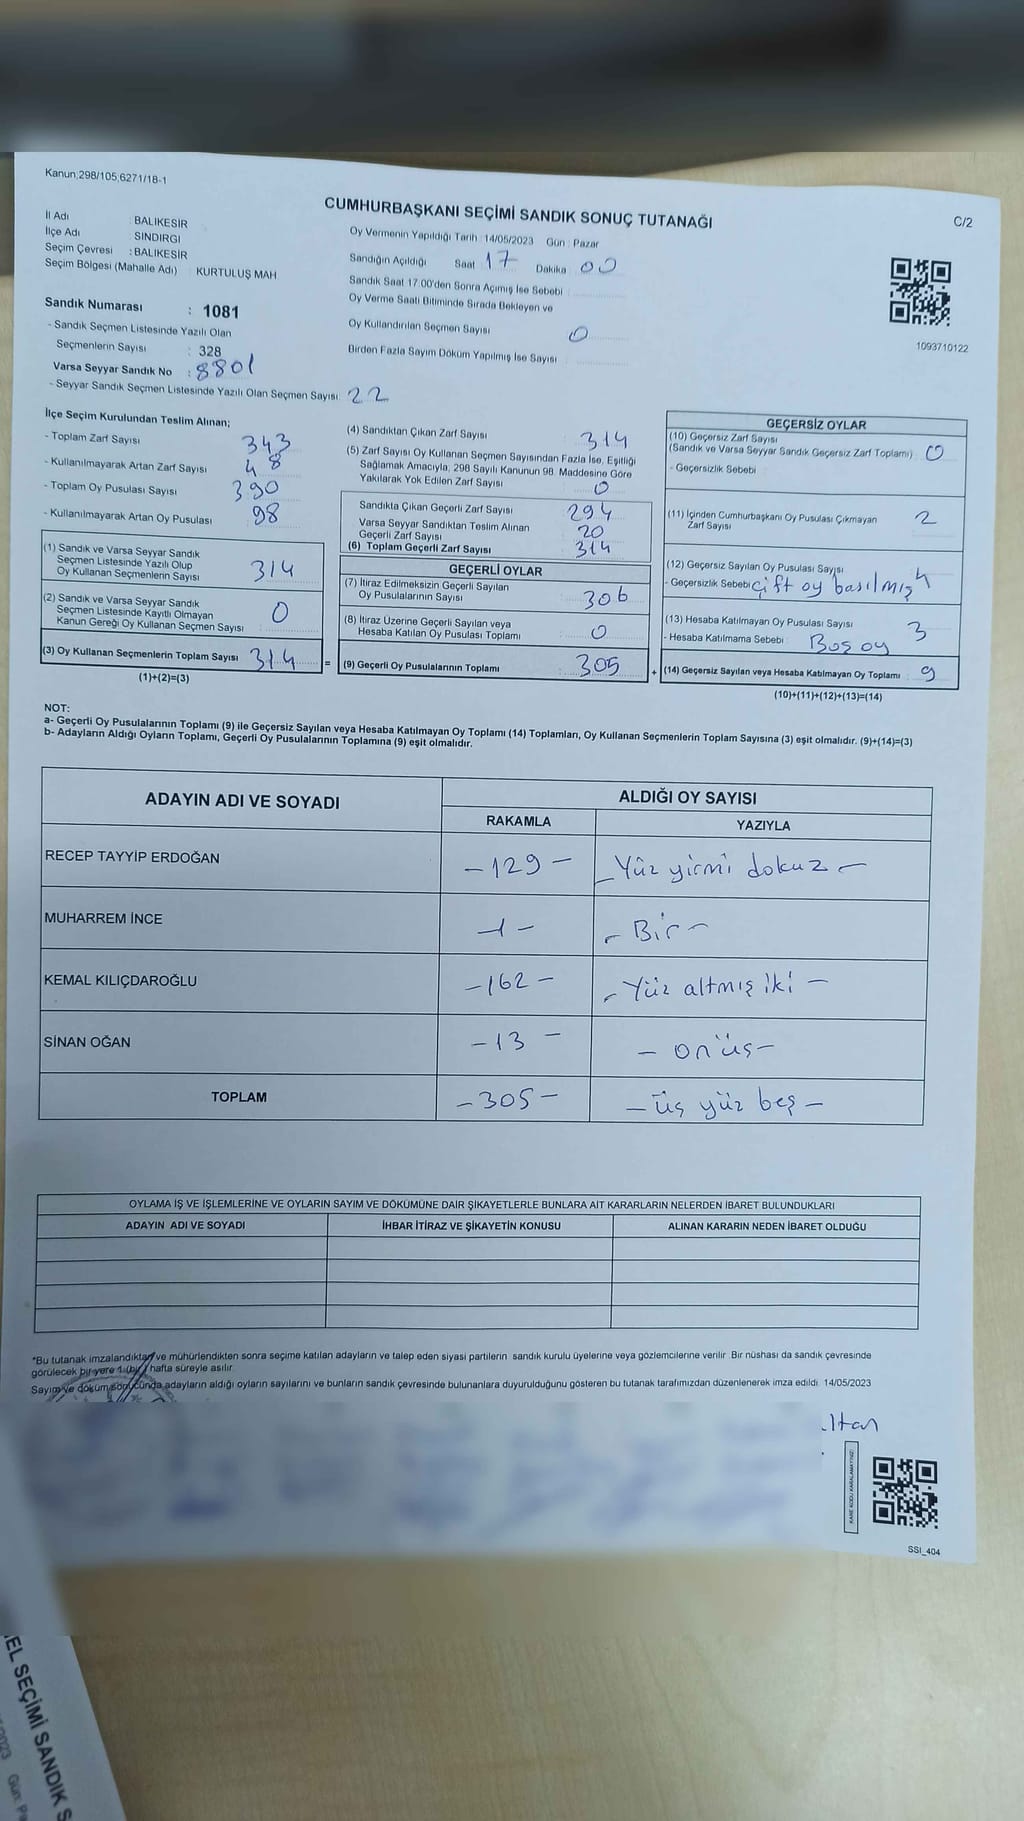 Kanun;298/105;6271/18-1
CUMHURBAŞKANI SEÇİMİ SANDIK SONUÇ TUTANAĞI
C/2
İl Adı : BALIKESİR
İlçe Adı : SINDIRGI
Seçim Çevresi : BALIKESİR
Seçim Bölgesi (Mahalle Adı) : KURTULUŞ MAH
Sandık Numarası : 1081
- Sandık Seçmen Listesinde Yazılı Olan
Seçmenlerin Sayısı : 328
Varsa Seyyar Sandık No : 8801
- Seyyar Sandık Seçmen Listesinde Yazılı Olan Seçmen Sayısı 22
Oy Vermenin Yapıldığı Tarih : 14/05/2023 Gün : Pazar
Sandığın Açıldığı Saat 17 Dakika 00
Sandık Saat 17:00'den Sonra Açımış İse Sebebi
Oy Verme Saati Bitiminde Sırada Bekleyen ve
Oy Kullandırılan Seçmen Sayısı 0
Birden Fazla Sayım Döküm Yapılmış İse Sayısı
1093710122
İlçe Seçim Kurulundan Teslim Alınan;
- Toplam Zarf Sayısı 343
- Kullanılmayarak Artan Zarf Sayısı 48
- Toplam Oy Pusulası Sayısı 390
- Kullanılmayarak Artan Oy Pusulası 98
(1) Sandık ve Varsa Seyyar Sandık
Seçmen Listesinde Yazılı Olup
Oy Kullanan Seçmenlerin Sayısı 314
(2) Sandık ve Varsa Seyyar Sandık
Seçmen Listesinde Kayıtlı Olmayan
Kanun Gereği Oy Kullanan Seçmen Sayısı 0
(3) Oy Kullanan Seçmenlerin Toplam Sayısı 314
(1)+(2)=(3)
=
(4) Sandıktan Çıkan Zarf Sayısı 314
(5) Zarf Sayısı Oy Kullanan Seçmen Sayısından Fazla İse, Eşitliği
Sağlamak Amacıyla, 298 Sayılı Kanunun 98. Maddesine Göre
Yakılarak Yok Edilen Zarf Sayısı 0
Sandıkta Çıkan Geçerli Zarf Sayısı 294
Varsa Seyyar Sandıktan Teslim Alınan
Geçerli Zarf Sayısı 20
(6) Toplam Geçerli Zarf Sayısı 314
GEÇERLİ OYLAR
(7) İtiraz Edilmeksizin Geçerli Sayılan
Oy Pusulalarının Sayısı 306
(8) İtiraz Üzerine Geçerli Sayılan veya
Hesaba Katılan Oy Pusulası Toplamı 0
(9) Geçerli Oy Pusulalarının Toplamı 305
+
GEÇERSİZ OYLAR
(10) Geçersiz Zarf Sayısı
(Sandık ve Varsa Seyyar Sandık Geçersiz Zarf Toplamı) 0
- Geçersizlik Sebebi
(11) İçinden Cumhurbaşkanı Oy Pusulası Çıkmayan
Zarf Sayısı 2
(12) Geçersiz Sayılan Oy Pusulası Sayısı 4
- Geçersizlik Sebebi çift oy basılmış
(13) Hesaba Katılmayan Oy Pusulası Sayısı 3
- Hesaba Katılmama Sebebi Boş oy
(14) Geçersiz Sayılan veya Hesaba Katılmayan Oy Toplamı 9
(10)+(11)+(12)+(13)=(14)
NOT:
a- Geçerli Oy Pusulalarının Toplamı (9) ile Geçersiz Sayılan veya Hesaba Katılmayan Oy Toplamı (14) Toplamları, Oy Kullanan Seçmenlerin Toplam Sayısına (3) eşit olmalıdır. (9)+(14)=(3)
b- Adayların Aldığı Oyların Toplamı, Geçerli Oy Pusulalarının Toplamına (9) eşit olmalıdır.
ADAYIN ADI VE SOYADI ALDIĞI OY SAYISI
RAKAMLA YAZIYLA
RECEP TAYYİP ERDOĞAN -129- -Yüz yirmi dokuz-
MUHARREM İNCE -1- -Bir-
KEMAL KILIÇDAROĞLU -162- -Yüz altmış iki-
SİNAN OĞAN -13- -onüç-
TOPLAM -305- -üç yüz beş-
OYLAMA İŞ VE İŞLEMLERİNE VE OYLARIN SAYIM VE DÖKÜMÜNE DAİR ŞİKAYETLERLE BUNLARA AİT KARARLARIN NELERDEN İBARET BULUNDUKLARI
ADAYIN ADI VE SOYADI İHBAR İTİRAZ VE ŞİKAYETİN KONUSU ALINAN KARARIN NEDEN İBARET OLDUĞU
*Bu tutanak imzalandıktan ve mühürlendikten sonra seçime katılan adayların ve talep eden siyasi partilerin sandık kurulu üyelerine veya gözlemcilerine verilir. Bir nüshası da sandık çevresinde
görülecek bir yere 1 (bir) hafta süreyle asılır.
Sayım ve döküm sonucunda adayların aldığı oyların sayılarını ve bunların sandık çevresinde bulunanlara duyurulduğunu gösteren bu tutanak tarafımızdan düzenlenerek imza edildi. 14/05/2023
ltan
KARE KODU KARALAMAYINIZ!
SSI_404
EL SEÇİMİ SANDIK S
2023 Gün: Pa